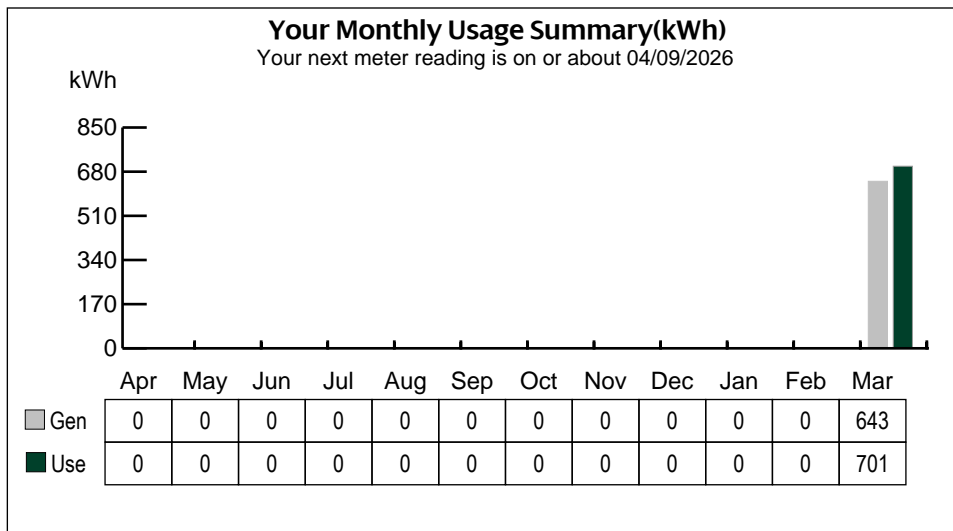 Your Monthly Usage Summary(kWh)
Your next meter reading is on or about 04/09/2026
kWh
850
680
510
340
170
0
Apr May Jun Jul Aug Sep Oct Nov Dec Jan Feb Mar
Gen 0 0 0 0 0 0 0 0 0 0 0 643
Use 0 0 0 0 0 0 0 0 0 0 0 701